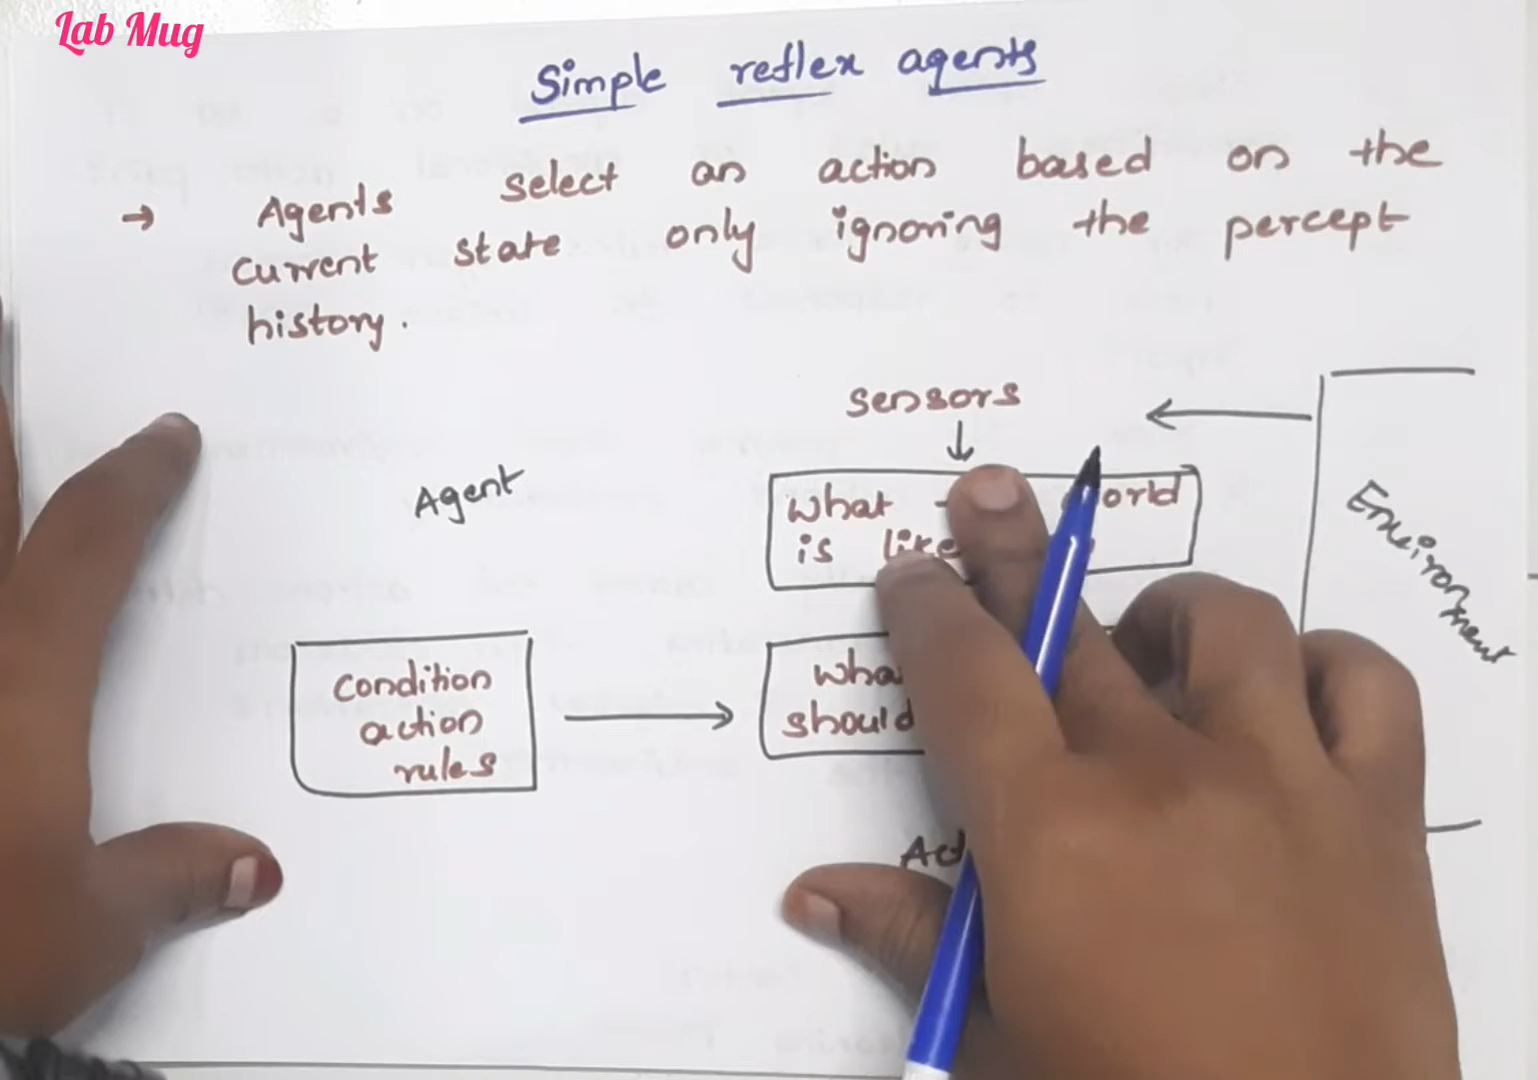 Lab Mug
Simple reflex agents
→ Agents select an action based on the
current state only ignoring the percept
history.
sensors
Agent
what
is like
Environment
condition
action
rules
should